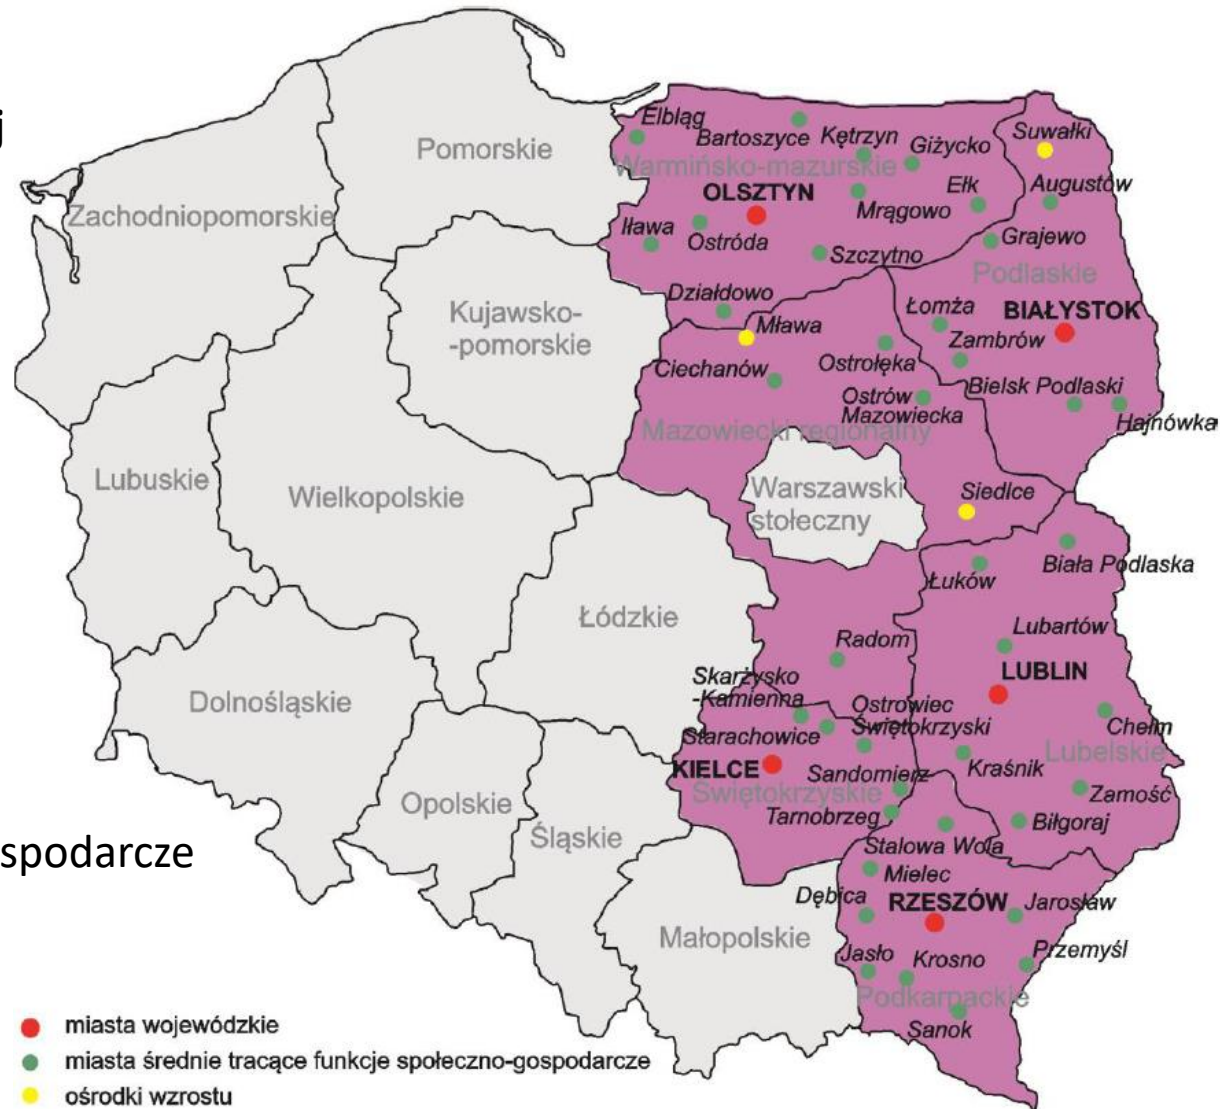 j
Elbląg
Bartoszyce
Kętrzyn
Giżycko
Suwałki
Pomorskie
Warmińsko-mazurskie
OLSZTYN
Ełk
Augustów
Zachodniopomorskie
Mrągowo
Iława
Ostróda
Szczytno
Grajewo
Podlaskie
Działdowo
Łomża
BIAŁYSTOK
Kujawsko-
-pomorskie
Mława
Zambrów
Ciechanów
Ostrołęka
Bielsk Podlaski
Ostrów
Mazowiecka
Hajnówka
Mazowiecki regionalny
Lubuskie
Wielkopolskie
Warszawski
stołeczny
Siedlce
Biała Podlaska
Łuków
Łódzkie
Radom
Lubartów
LUBLIN
Skarżysko
-Kamienna
Dolnośląskie
Ostrowiec
Świętokrzyski
Chełm
Starachowice
Lubelskie
KIELCE
Sandomierz
Kraśnik
Świętokrzyskie
Zamość
Opolskie
Tarnobrzeg
Biłgoraj
Śląskie
Stalowa Wola
spodarcze
Mielec
Dębica
RZESZÓW
Jarosław
Małopolskie
Jasło
Krosno
Przemyśl
Podkarpackie
Sanok
miasta wojewódzkie
miasta średnie tracące funkcje społeczno-gospodarcze
ośrodki wzrostu